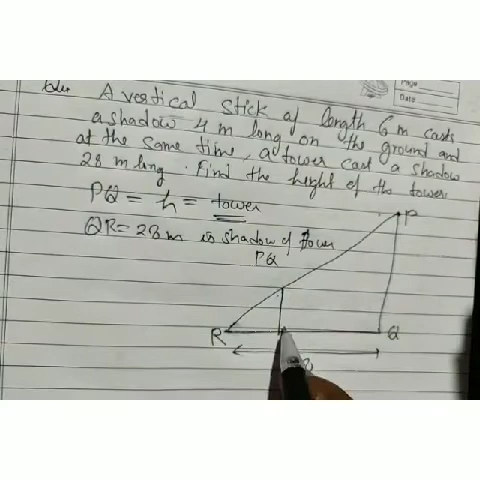 Que. A vertical stick of length 6 m casts
a shadow 4 m long on the ground and
at the same time, a tower cast a shadow
28 m long. Find the height of the tower
PQ = h = tower
QR = 28 m is shadow of tower
PQ
P
R
Q
Page
Date